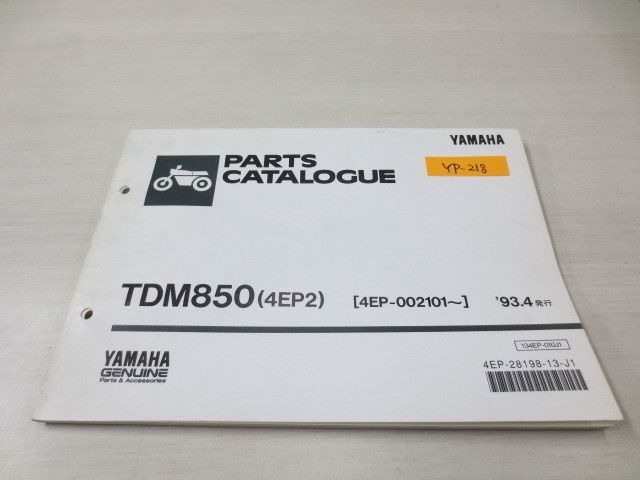 YAMAHA
PARTS
CATALOGUE
YP-218
TDM850 (4EP2) [4EP-002101~] '93.4 発行
134EP-010J1
YAMAHA
GENUINE
Parts & Accessories
4EP-28198-13-J1